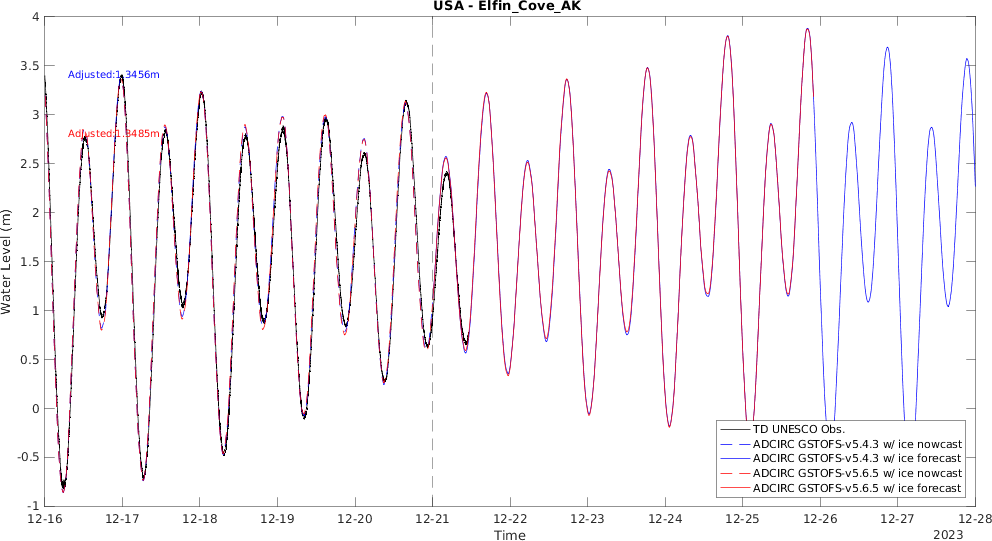 USA - Elfin_Cove_AK
4
3.5
3
2.5
2
1.5
1
0.5
0
-0.5
-1
Water Level (m)
Adjusted:1.3456m
Adjusted:1.3485m
TD UNESCO Obs.
ADCIRC GSTOFS-v5.4.3 w/ ice nowcast
ADCIRC GSTOFS-v5.4.3 w/ ice forecast
ADCIRC GSTOFS-v5.6.5 w/ ice nowcast
ADCIRC GSTOFS-v5.6.5 w/ ice forecast
12-16 12-17 12-18 12-19 12-20 12-21 12-22 12-23 12-24 12-25 12-26 12-27 12-28
Time
2023